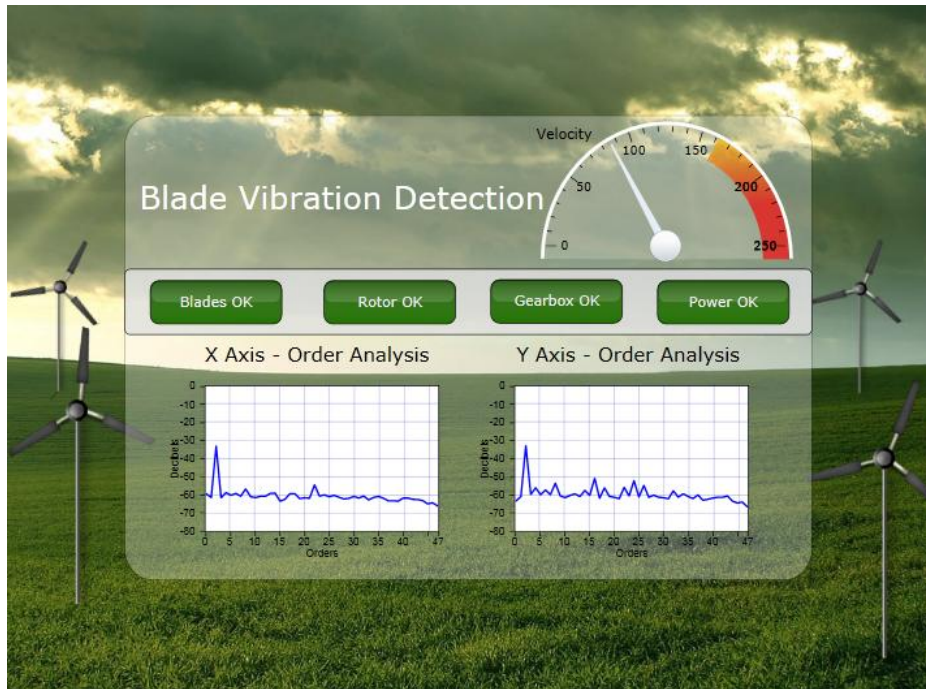 Velocity
0
50
100
150
200
250
Blade Vibration Detection
Blades OK
Rotor OK
Gearbox OK
Power OK
X Axis - Order Analysis
0
-10
-20
-30
-40
-50
-60
-70
-80
Decibels
0 5 10 15 20 25 30 35 40 47
Orders
Y Axis - Order Analysis
0
-10
-20
-30
-40
-50
-60
-70
-80
Decibels
0 5 10 15 20 25 30 35 40 47
Orders